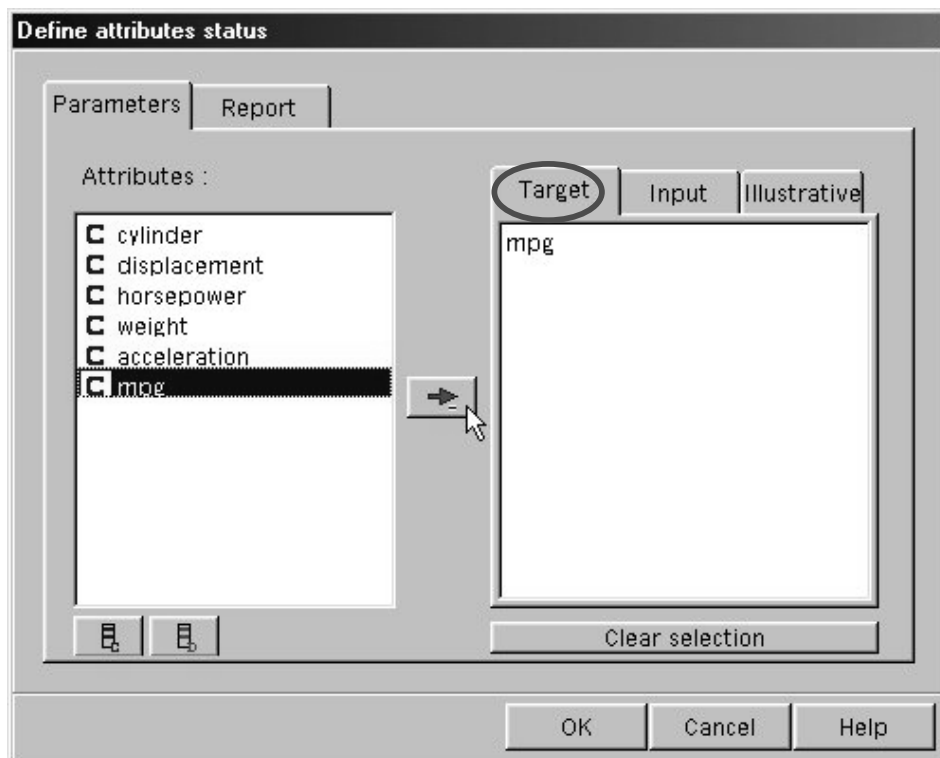 Define attributes status
Parameters
Report
Attributes :
C cylinder
C displacement
C horsepower
C weight
C acceleration
C mpg
Target
Input
Illustrative
mpg
C
D
Clear selection
OK
Cancel
Help